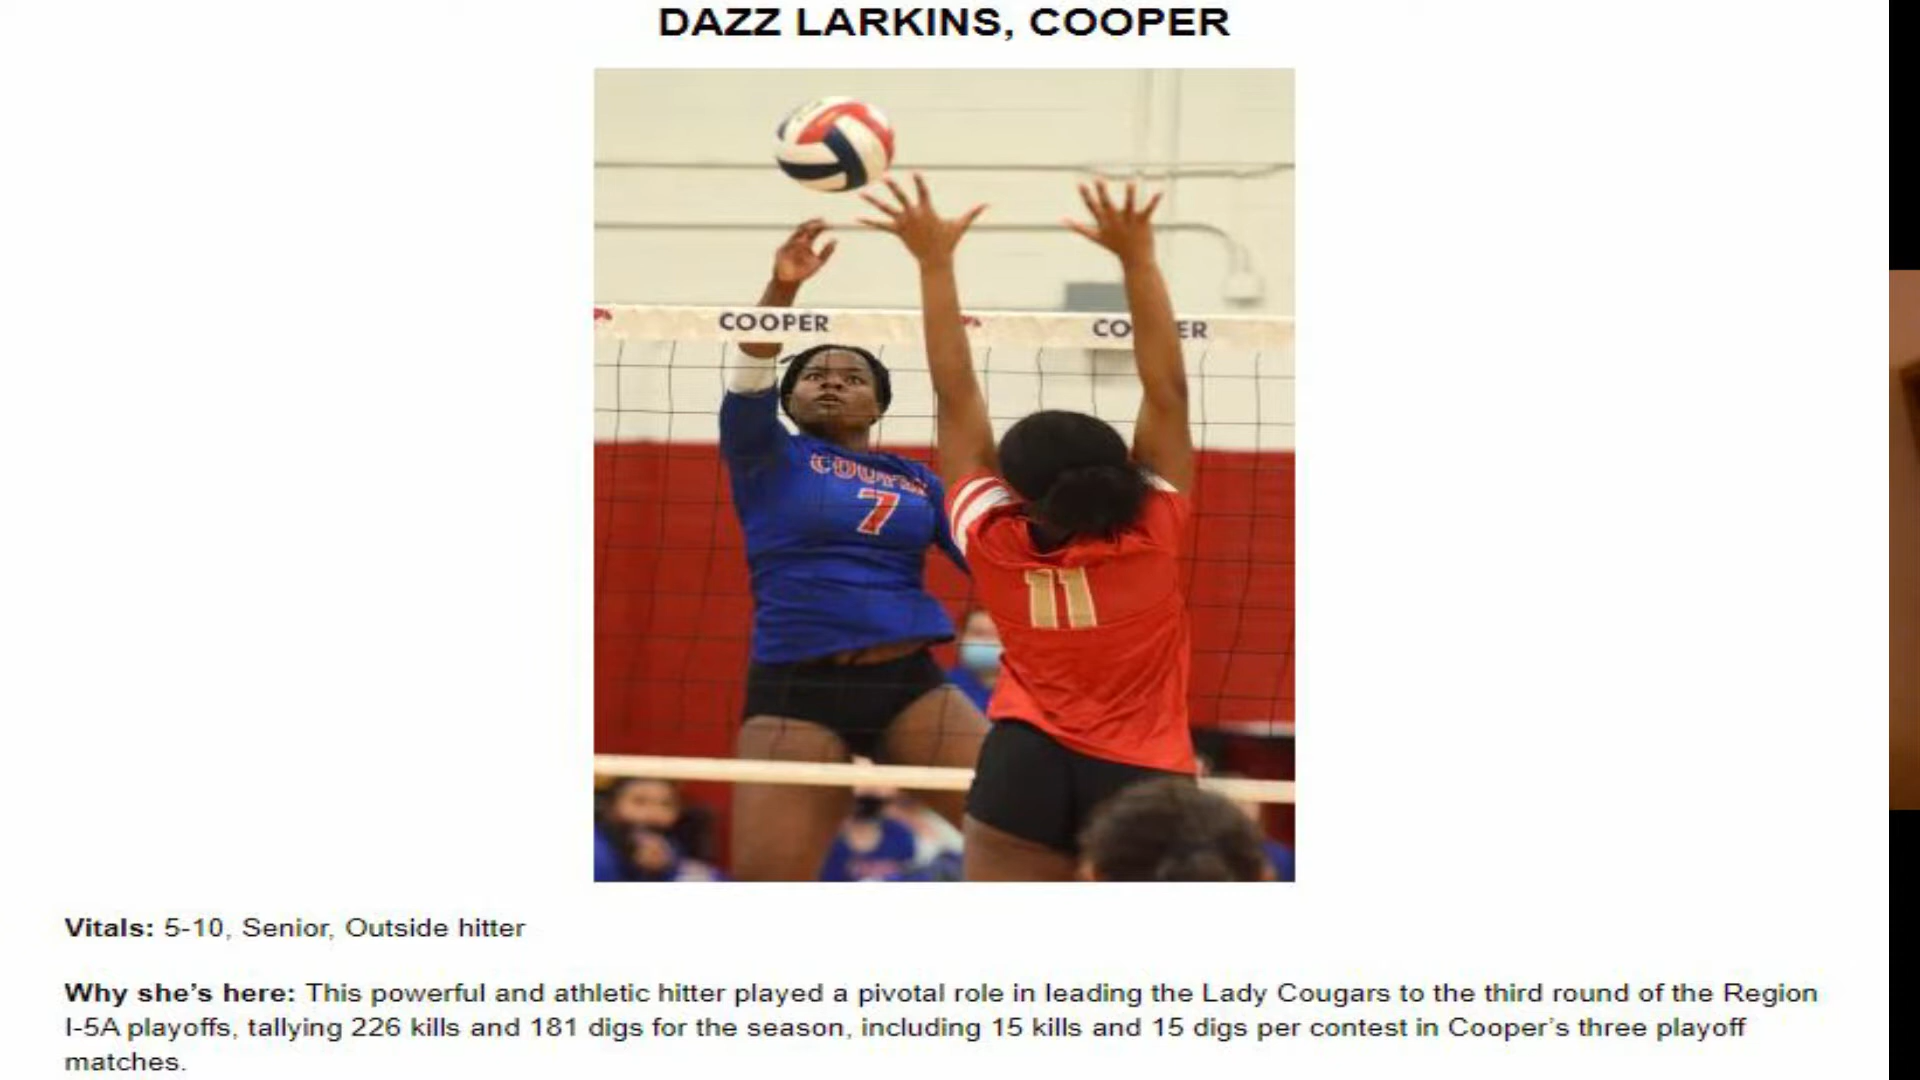 DAZZ LARKINS, COOPER
COOPER
COOPER
7
11
Vitals: 5-10, Senior, Outside hitter
Why she's here: This powerful and athletic hitter played a pivotal role in leading the Lady Cougars to the third round of the Region
I-5A playoffs, tallying 226 kills and 181 digs for the season, including 15 kills and 15 digs per contest in Cooper's three playoff
matches.